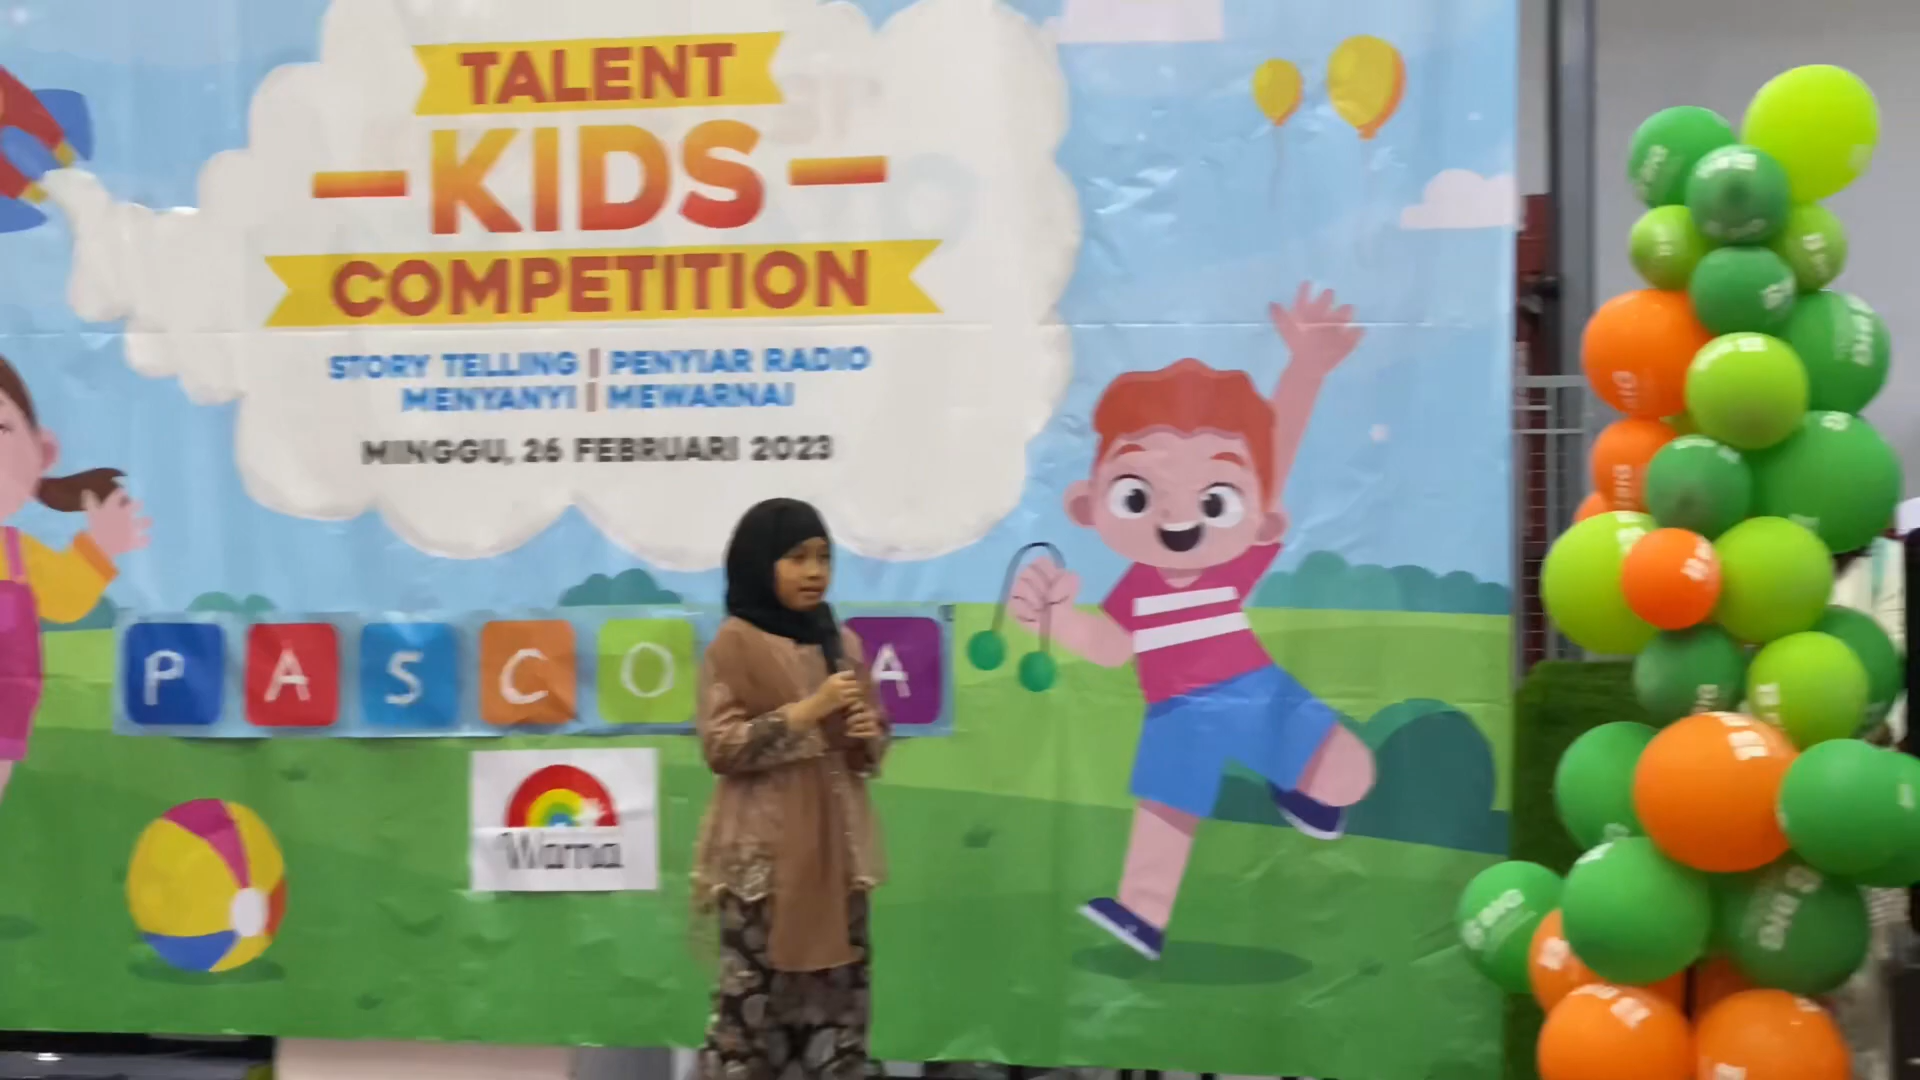 TALENT
KIDS
COMPETITION
STORY TELLING | PENYIAR RADIO
MENYANYI | MEWARNAI
MINGGU, 26 FEBRUARI 2023
P A S C O A
Warna